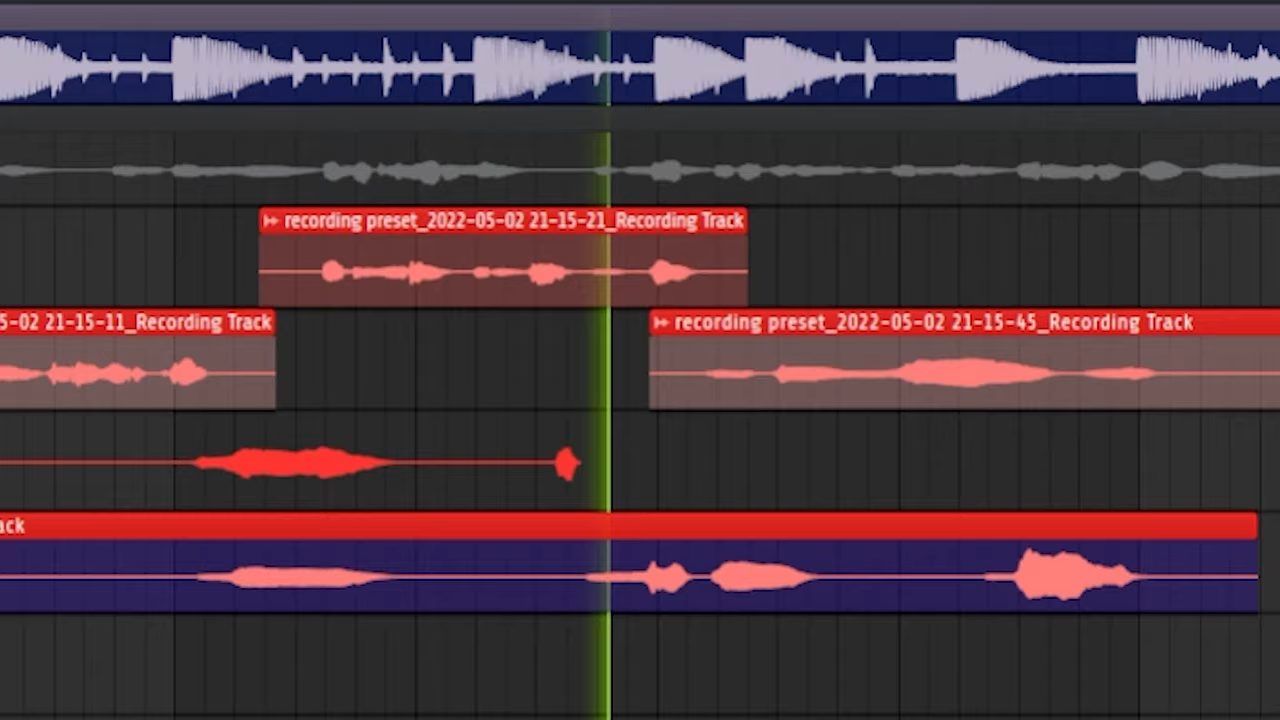 recording preset_2022-05-02 21-15-21_Recording Track
5-02 21-15-11_Recording Track
recording preset_2022-05-02 21-15-45_Recording Track
ack